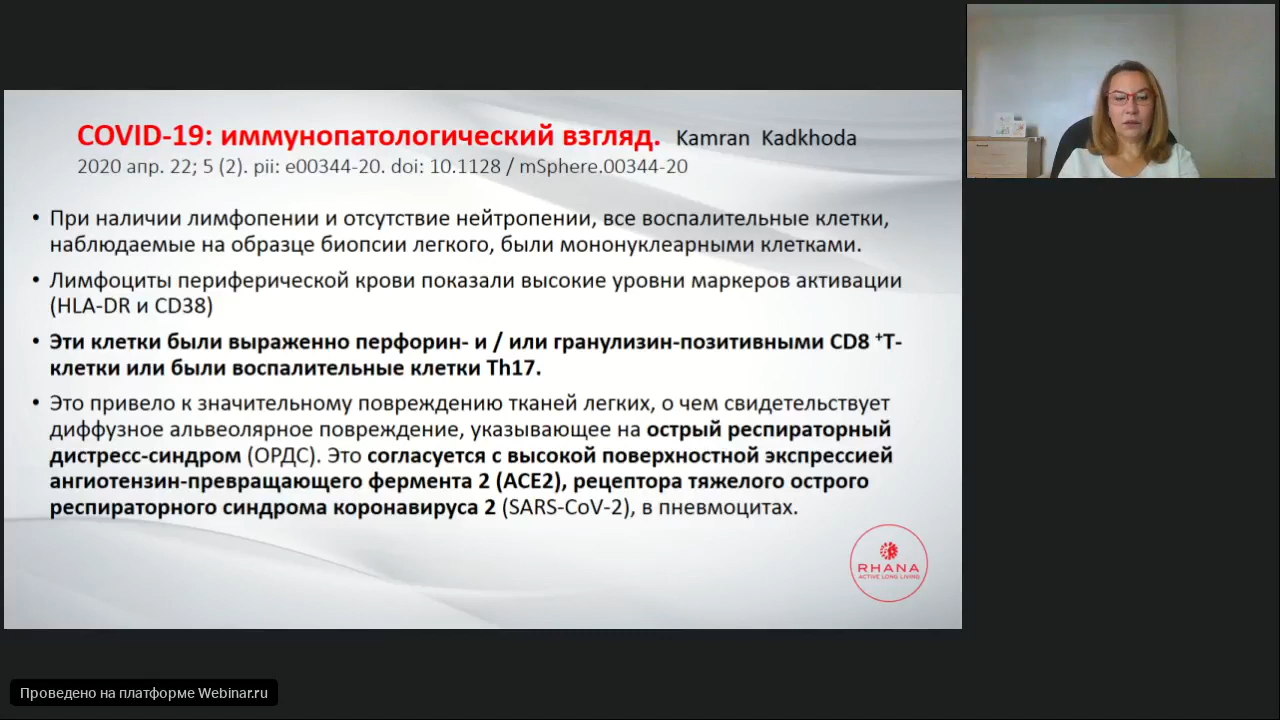 COVID-19: иммунопатологический взгляд. Kamran Kadkhoda
2020 апр. 22; 5 (2). pii: e00344-20. doi: 10.1128 / mSphere.00344-20
• При наличии лимфопении и отсутствие нейтропении, все воспалительные клетки,
наблюдаемые на образце биопсии легкого, были мононуклеарными клетками.
• Лимфоциты периферической крови показали высокие уровни маркеров активации
(HLA-DR и CD38)
• Эти клетки были выраженно перфорин- и / или гранулизин-позитивными CD8 ⁺Т-
клетки или были воспалительные клетки Th17.
• Это привело к значительному повреждению тканей легких, о чем свидетельствует
диффузное альвеолярное повреждение, указывающее на острый респираторный
дистресс-синдром (ОРДС). Это согласуется с высокой поверхностной экспрессией
ангиотензин-превращающего фермента 2 (ACE2), рецептора тяжелого острого
респираторного синдрома коронавируса 2 (SARS-CoV-2), в пневмоцитах.
RHANA
ACTIVE LONG LIVING
Проведено на платформе Webinar.ru